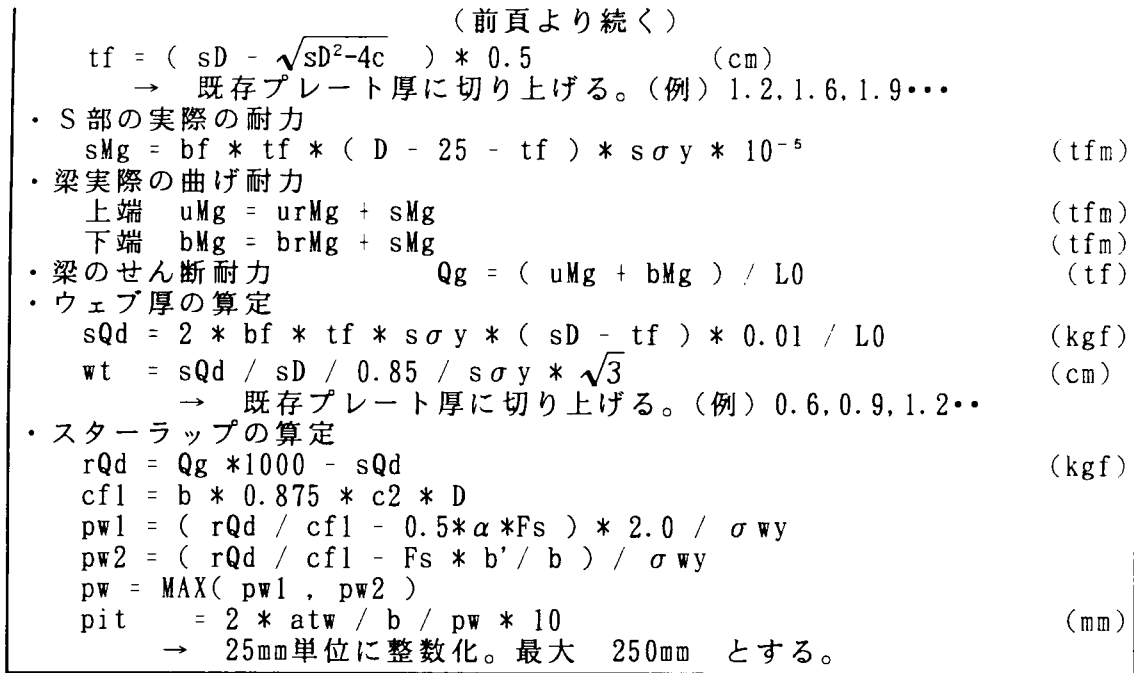 (前頁より続く)
tf = ( sD - √sD²-4c ) * 0.5 (cm)
→ 既存プレート厚に切り上げる。(例) 1.2,1.6,1.9･･･
・S部の実際の耐力
sMg = bf * tf * ( D - 25 - tf ) * sσy * 10⁻⁵ (tfm)
・梁実際の曲げ耐力
上端 uMg = urMg + sMg (tfm)
下端 bMg = brMg + sMg (tfm)
・梁のせん断耐力 Qg = ( uMg + bMg ) / L0 (tf)
・ウェブ厚の算定
sQd = 2 * bf * tf * sσy * ( sD - tf ) * 0.01 / L0 (kgf)
wt = sQd / sD / 0.85 / sσy * √3 (cm)
→ 既存プレート厚に切り上げる。(例) 0.6,0.9,1.2･･
・スターラップの算定
rQd = Qg *1000 - sQd (kgf)
cf1 = b * 0.875 * c2 * D
pw1 = ( rQd / cf1 - 0.5*α*Fs ) * 2.0 / σwy
pw2 = ( rQd / cf1 - Fs * b'/ b ) / σwy
pw = MAX( pw1 , pw2 )
pit = 2 * atw / b / pw * 10 (mm)
→ 25mm単位に整数化。最大 250mm とする。